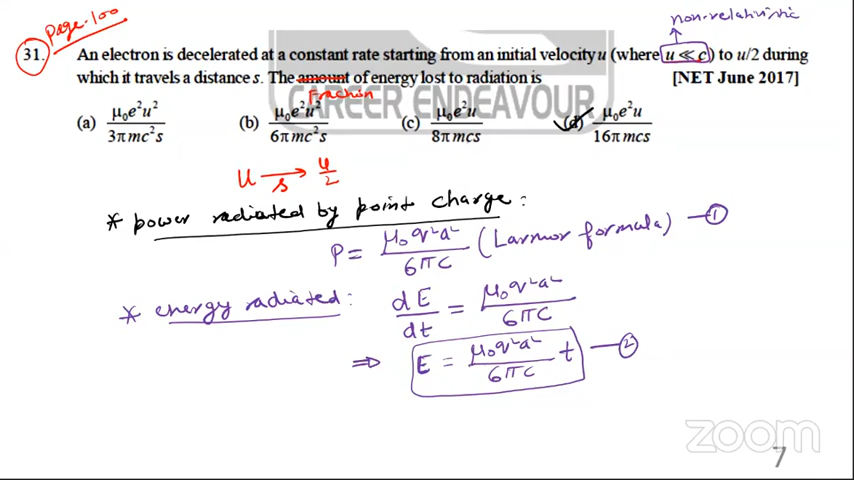 Page-100
non-relativistic
31. An electron is decelerated at a constant rate starting from an initial velocity u (where u ≪ c) to u/2 during
which it travels a distance s. The amount of energy lost to radiation is [NET June 2017]
Fraction
CAREER ENDEAVOUR
(a) μ₀e²u²/3πmc²s (b) μ₀e²u²/6πmc²s (c) μ₀e²u/8πmcs (d) μ₀e²u/16πmcs
u →s u/2
* power radiated by point charge :
P = μ₀q²a²/6πc (Larmor formula) —①
* energy radiated : dE/dt = μ₀q²a²/6πc
⇒ E = μ₀q²a²/6πc t —②
zoom
7